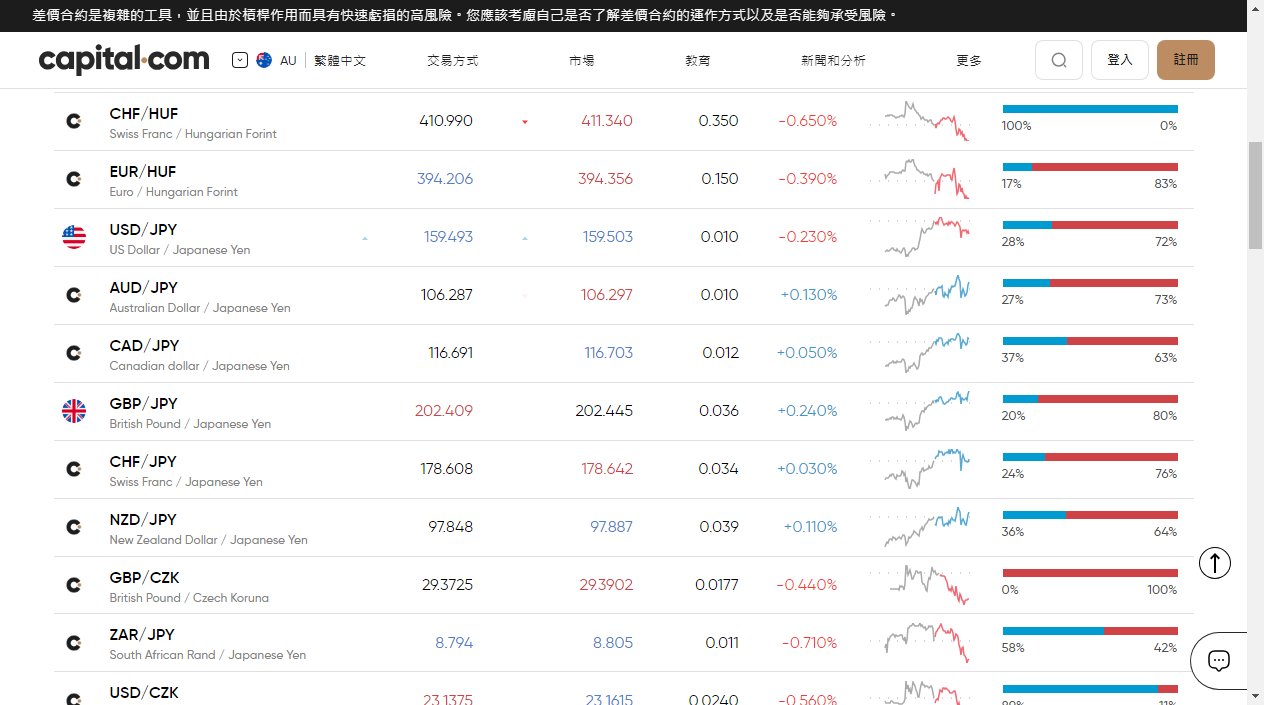 差價合約是複雜的工具，並且由於槓桿作用而具有快速虧損的高風險。您應該考慮自己是否了解差價合約的運作方式以及是否能夠承受風險。
capital.com AU 繁體中文 交易方式 市場 教育 新聞和分析 更多 登入 註冊
CHF/HUF 410.990 411.340 0.350 -0.650%
Swiss Franc / Hungarian Forint 100% 0%
EUR/HUF 394.206 394.356 0.150 -0.390%
Euro / Hungarian Forint 17% 83%
USD/JPY 159.493 159.503 0.010 -0.230%
US Dollar / Japanese Yen 28% 72%
AUD/JPY 106.287 106.297 0.010 +0.130%
Australian Dollar / Japanese Yen 27% 73%
CAD/JPY 116.691 116.703 0.012 +0.050%
Canadian dollar / Japanese Yen 37% 63%
GBP/JPY 202.409 202.445 0.036 +0.240%
British Pound / Japanese Yen 20% 80%
CHF/JPY 178.608 178.642 0.034 +0.030%
Swiss Franc / Japanese Yen 24% 76%
NZD/JPY 97.848 97.887 0.039 +0.110%
New Zealand Dollar / Japanese Yen 36% 64%
GBP/CZK 29.3725 29.3902 0.0177 -0.440%
British Pound / Czech Koruna 0% 100%
ZAR/JPY 8.794 8.805 0.011 -0.710%
South African Rand / Japanese Yen 58% 42%
USD/CZK 23.1375 23.1615 0.0240 -0.560%